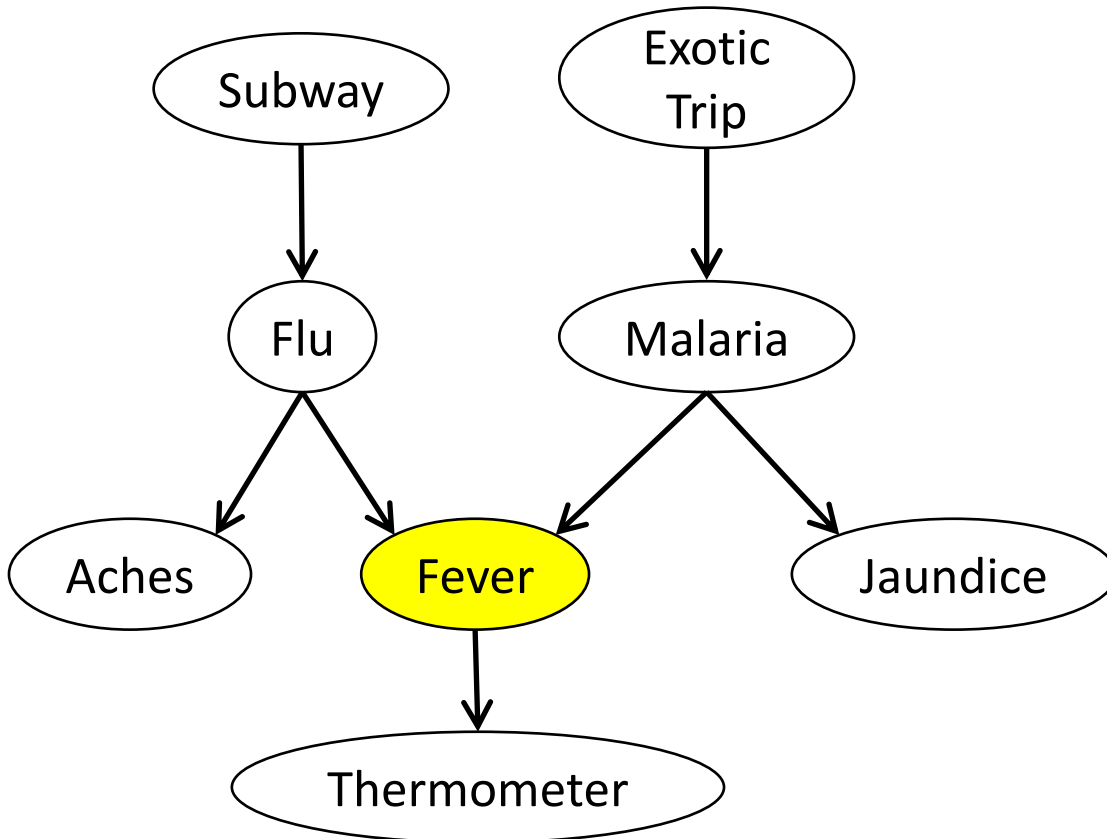 Subway
Exotic
Trip
Flu
Malaria
Aches
Fever
Jaundice
Thermometer